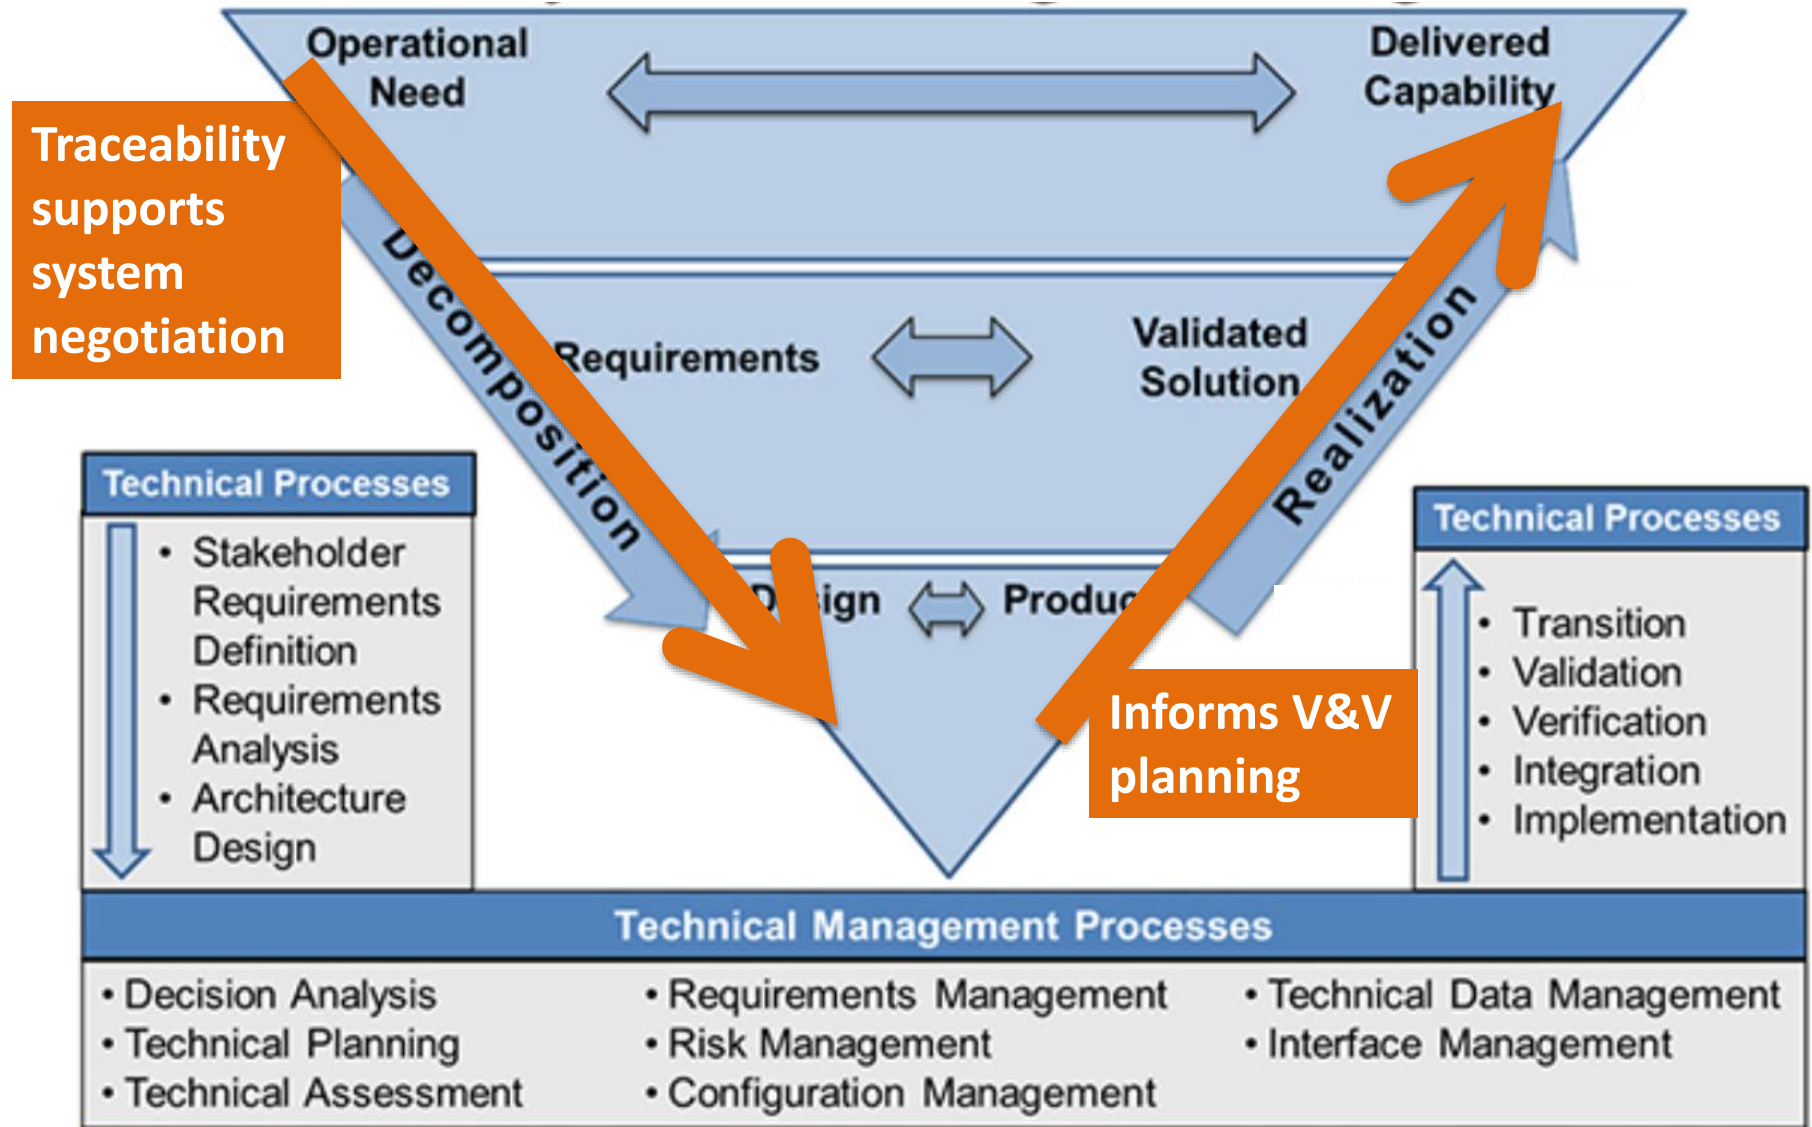 Operational
Need
Delivered
Capability
Traceability
supports
system
negotiation
Decomposition
Requirements
Validated
Solution
Realization
Design
Product
Technical Processes
• Stakeholder
Requirements
Definition
• Requirements
Analysis
• Architecture
Design
Informs V&V
planning
Technical Processes
• Transition
• Validation
• Verification
• Integration
• Implementation
Technical Management Processes
• Decision Analysis
• Technical Planning
• Technical Assessment
• Requirements Management
• Risk Management
• Configuration Management
• Technical Data Management
• Interface Management